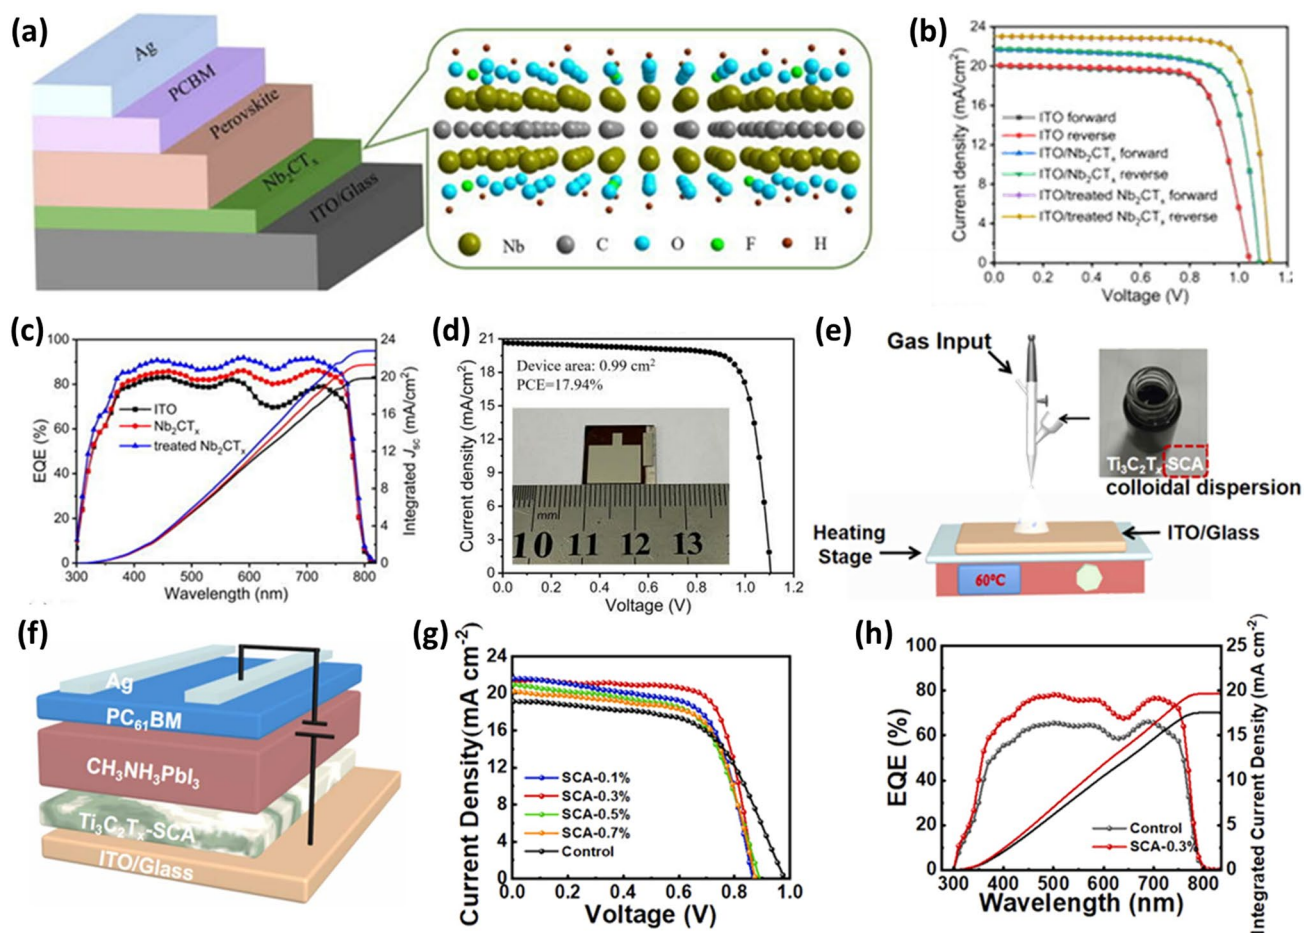 (a)
Ag
PCBM
Perovskite
Nb₂CTₓ
ITO/Glass
Nb C O F H
(b)
Current density (mA/cm²)
24
20
16
12
8
4
0
ITO forward
ITO reverse
ITO/Nb₂CTₓ forward
ITO/Nb₂CTₓ reverse
ITO/treated Nb₂CTₓ forward
ITO/treated Nb₂CTₓ reverse
0.0 0.2 0.4 0.6 0.8 1.0
Voltage (V)
(c)
EQE (%)
100
80
60
40
20
0
ITO
Nb₂CTₓ
treated Nb₂CTₓ
24
20
16
12
8
4
0
Integrated Jsc (mA/cm²)
300 400 500 600 700 800
Wavelength (nm)
(d)
Current density (mA/cm²)
21
18
15
12
9
6
3
0
Device area: 0.99 cm²
PCE=17.94%
mm
10 11 12 13
0.0 0.2 0.4 0.6 0.8 1.0 1.2
Voltage (V)
(e)
Gas Input
Ti₃C₂Tₓ-SCA
colloidal dispersion
ITO/Glass
Heating
Stage
60℃
(f)
Ag
PC₆₁BM
CH₃NH₃PbI₃
Ti₃C₂Tₓ-SCA
ITO/Glass
(g)
Current Density(mA cm⁻²)
24
20
16
12
8
4
0
SCA-0.1%
SCA-0.3%
SCA-0.5%
SCA-0.7%
Control
0.0 0.2 0.4 0.6 0.8 1.0
Voltage (V)
(h)
EQE (%)
100
80
60
40
20
0
Control
SCA-0.3%
25
20
15
10
5
0
Integrated Current Density (mA cm⁻²)
300 400 500 600 700 800
Wavelength (nm)